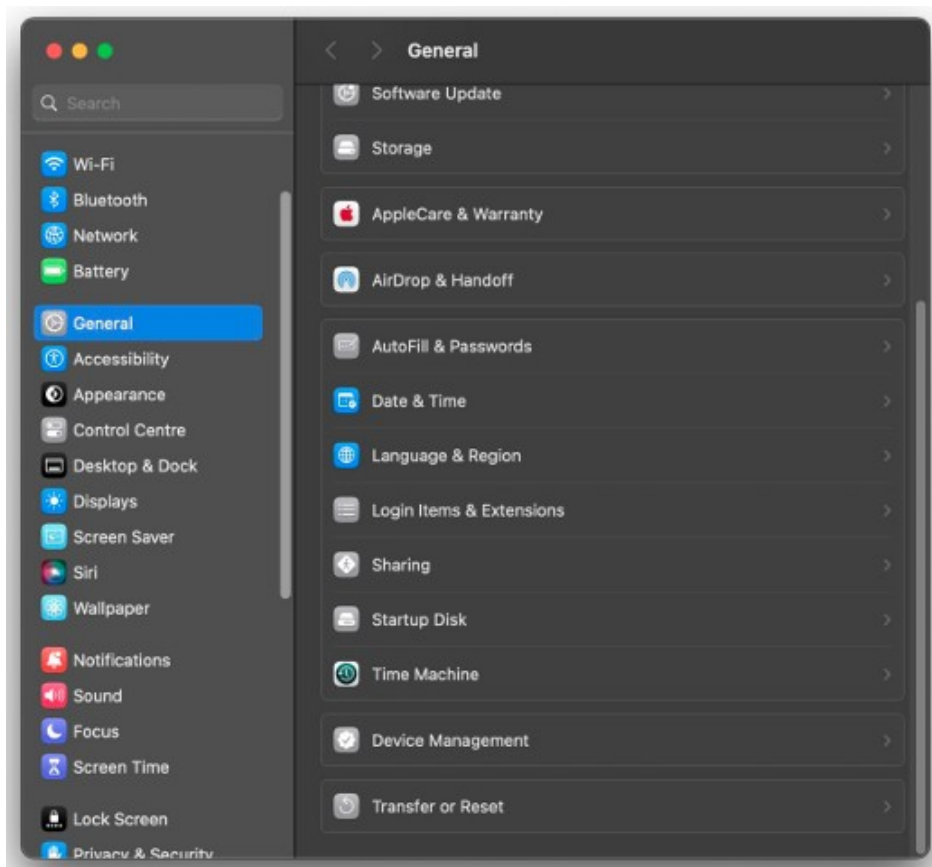 General
Search
Wi-Fi
Bluetooth
Network
Battery
General
Accessibility
Appearance
Control Centre
Desktop & Dock
Displays
Screen Saver
Siri
Wallpaper
Notifications
Sound
Focus
Screen Time
Lock Screen
Privacy & Security
Software Update
Storage
AppleCare & Warranty
AirDrop & Handoff
AutoFill & Passwords
Date & Time
Language & Region
Login Items & Extensions
Sharing
Startup Disk
Time Machine
Device Management
Transfer or Reset